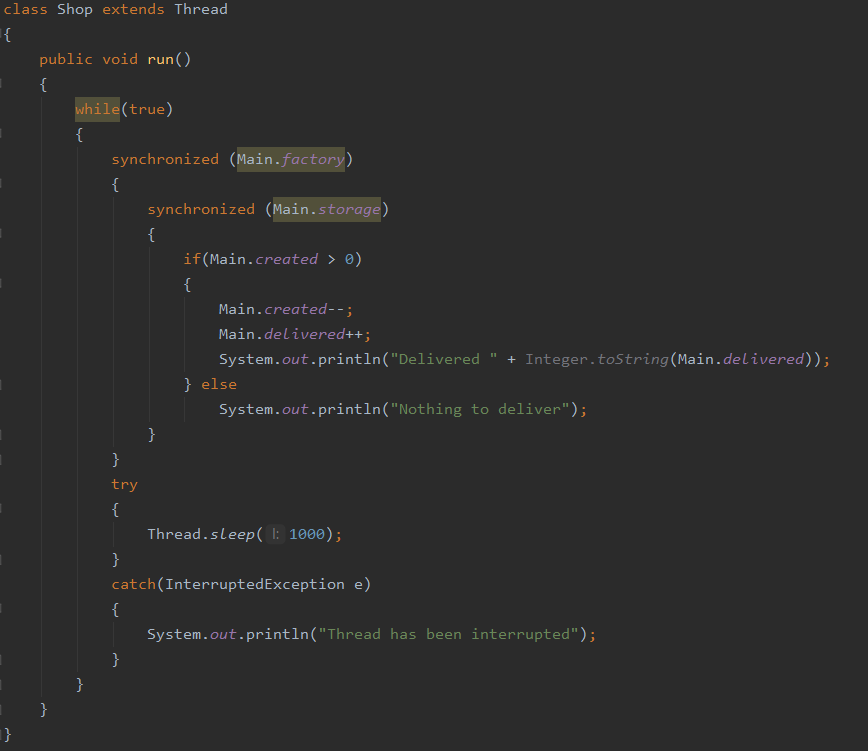 class Shop extends Thread
{
    public void run()
    {
        while(true)
        {
            synchronized (Main.factory)
            {
                synchronized (Main.storage)
                {
                    if(Main.created > 0)
                    {
                        Main.created--;
                        Main.delivered++;
                        System.out.println("Delivered " + Integer.toString(Main.delivered));
                    } else
                        System.out.println("Nothing to deliver");
                }
            }
            try
            {
                Thread.sleep( l: 1000);
            }
            catch(InterruptedException e)
            {
                System.out.println("Thread has been interrupted");
            }
        }
    }
}